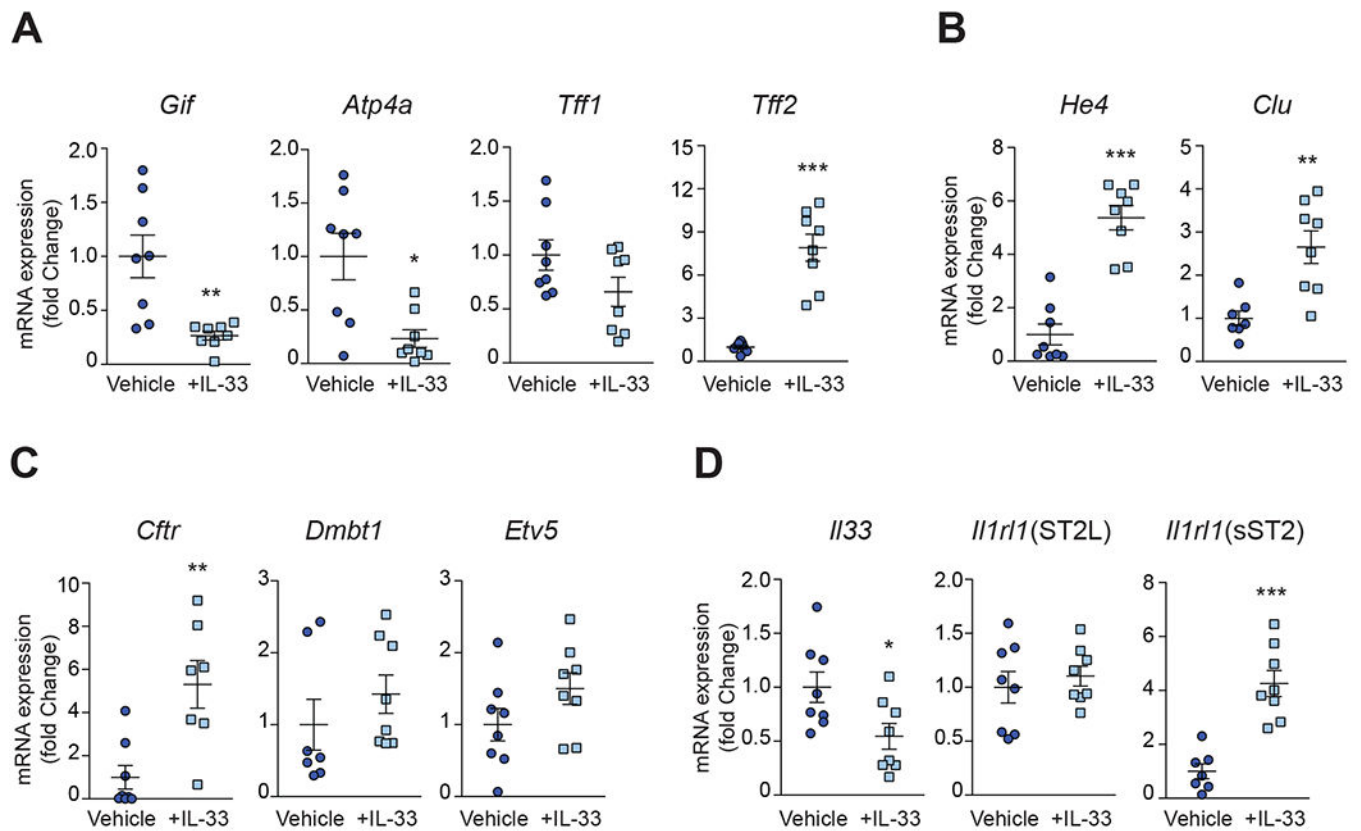 A
B
Gif
Atp4a
Tff1
Tff2
He4
Clu
mRNA expression
(fold Change)
2.0
1.5
1.0
0.5
0
**
Vehicle +IL-33
2.0
1.5
1.0
0.5
0
*
Vehicle +IL-33
2.0
1.5
1.0
0.5
0
Vehicle +IL-33
15
12
9
6
3
0
***
Vehicle +IL-33
mRNA expression
(fold Change)
8
6
4
2
0
***
Vehicle +IL-33
5
4
3
2
1
0
**
Vehicle +IL-33
C
D
Cftr
Dmbt1
Etv5
Il33
Il1rl1(ST2L)
Il1rl1(sST2)
mRNA expression
(fold Change)
10
8
6
4
2
0
**
Vehicle +IL-33
3
2
1
0
Vehicle +IL-33
3
2
1
0
Vehicle +IL-33
mRNA expression
(fold Change)
2.0
1.5
1.0
0.5
0
*
Vehicle +IL-33
2.0
1.5
1.0
0.5
0
Vehicle +IL-33
8
6
4
2
0
***
Vehicle +IL-33